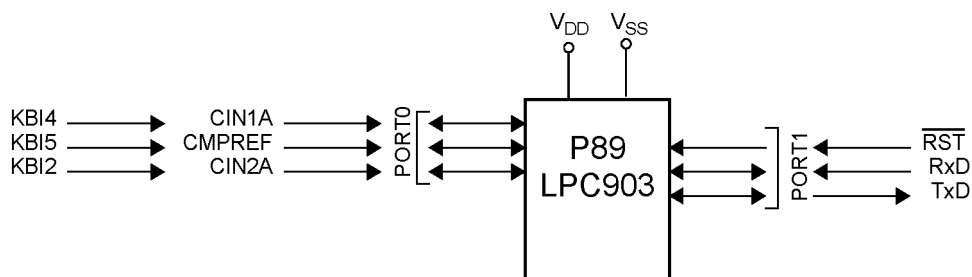 VDD VSS
KBI4 CIN1A
KBI5 CMPREF
KBI2 CIN2A
PORT0
P89
LPC903
PORT1
RST
RxD
TxD